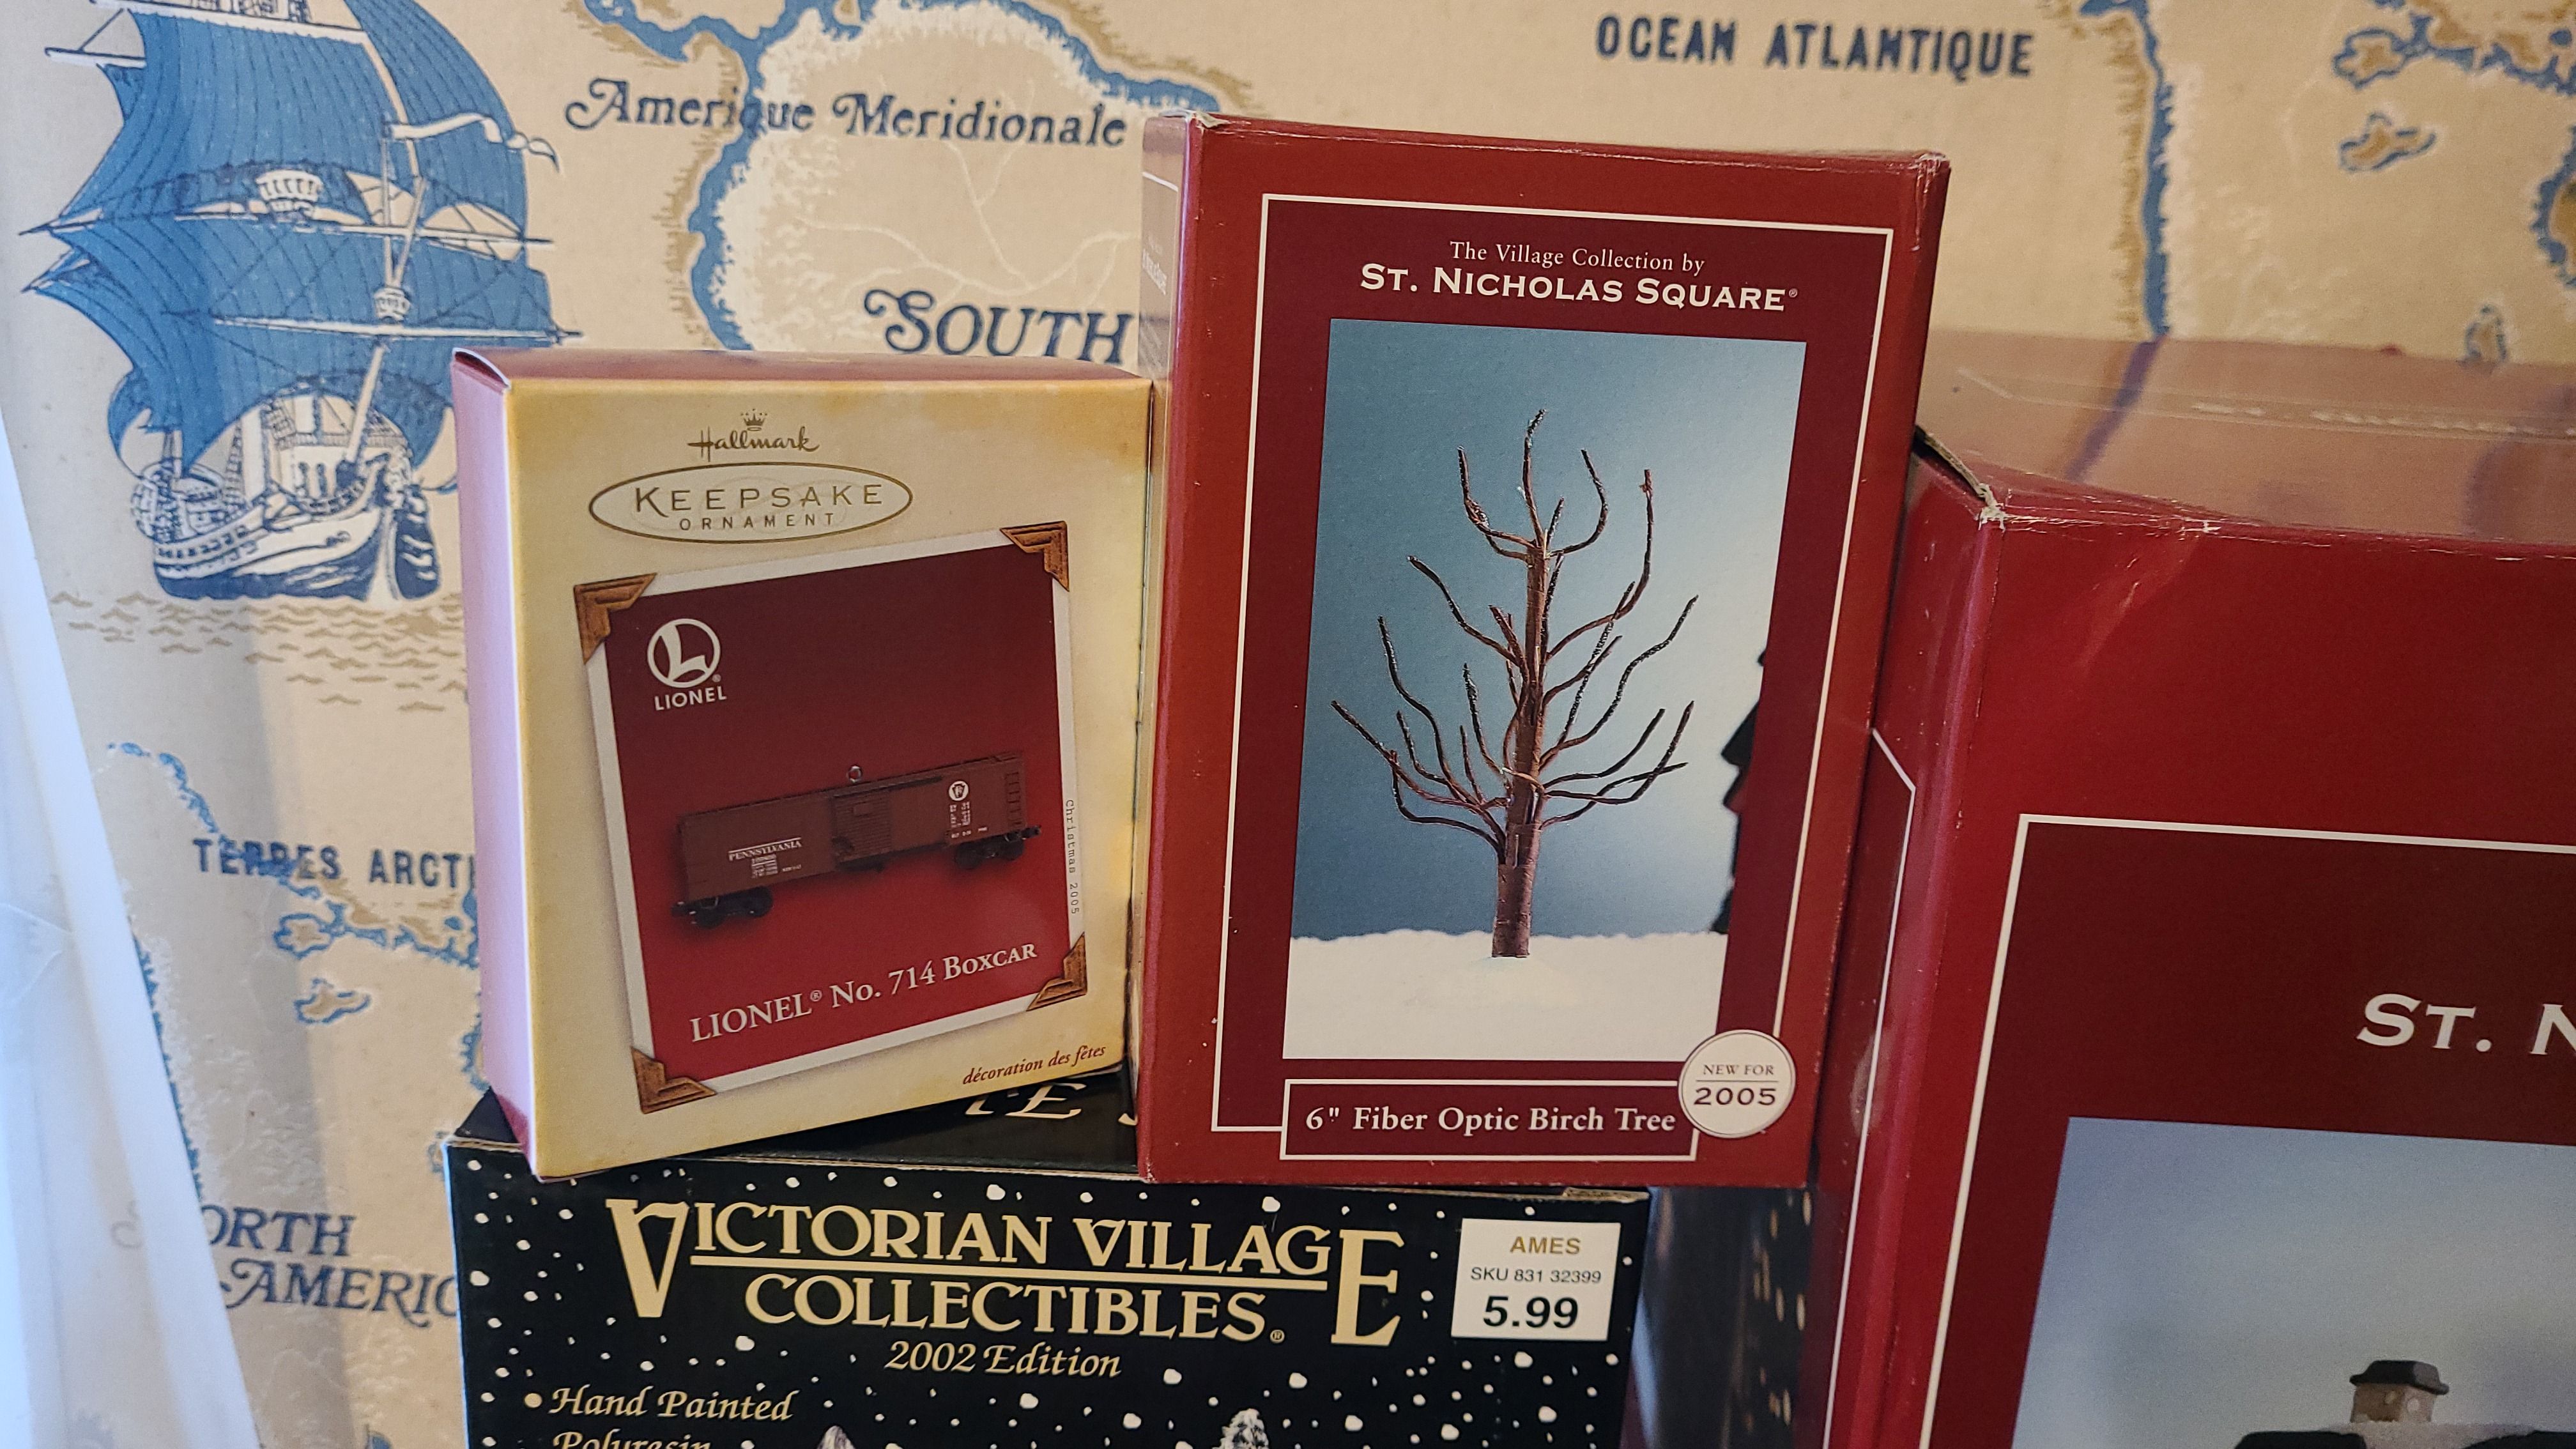 OCEAN ATLANTIQUE
Amerique Meridionale
SOUTH
TERRES ARCTI
ORTH
AMERIC
Hallmark
KEEPSAKE
ORNAMENT
LIONEL
PENNSYLVANIA
Christmas 2005
LIONEL® No. 714 BOXCAR
décoration des fêtes
The Village Collection by
ST. NICHOLAS SQUARE®
NEW FOR
2005
6" Fiber Optic Birch Tree
ST. N
VICTORIAN VILLAGE
COLLECTIBLES®
2002 Edition
• Hand Painted
Polyresin
AMES
SKU 831 32399
5.99